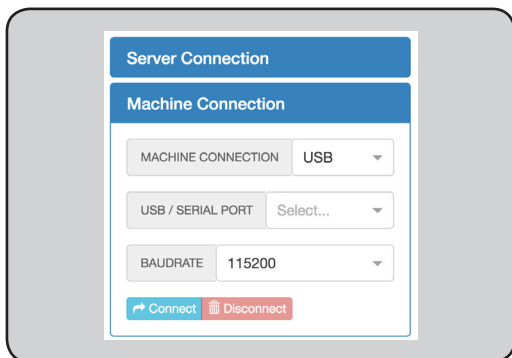 Server Connection
Machine Connection
MACHINE CONNECTION USB
USB / SERIAL PORT Select...
BAUDRATE 115200
Connect Disconnect